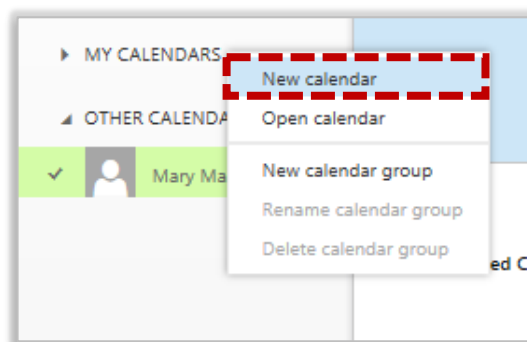 MY CALENDARS
New calendar
OTHER CALENDA
Open calendar
Mary Ma
New calendar group
Rename calendar group
Delete calendar group
ed C